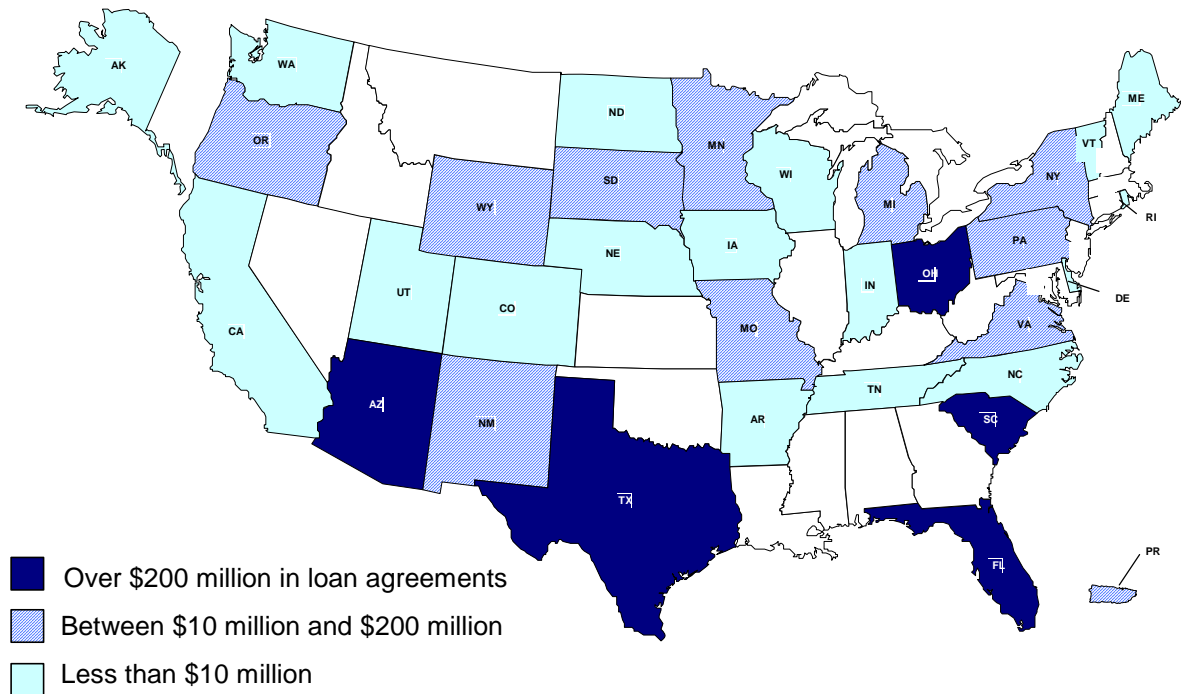 AK
WA
ME
ND
VT
OR
MN
WI
NY
SD
MI
WY
RI
PA
IA
NE
OH
UT
IN
DE
CO
CA
MO
VA
NC
TN
AZ
AR
SC
NM
TX
PR
FL
Over $200 million in loan agreements
Between $10 million and $200 million
Less than $10 million